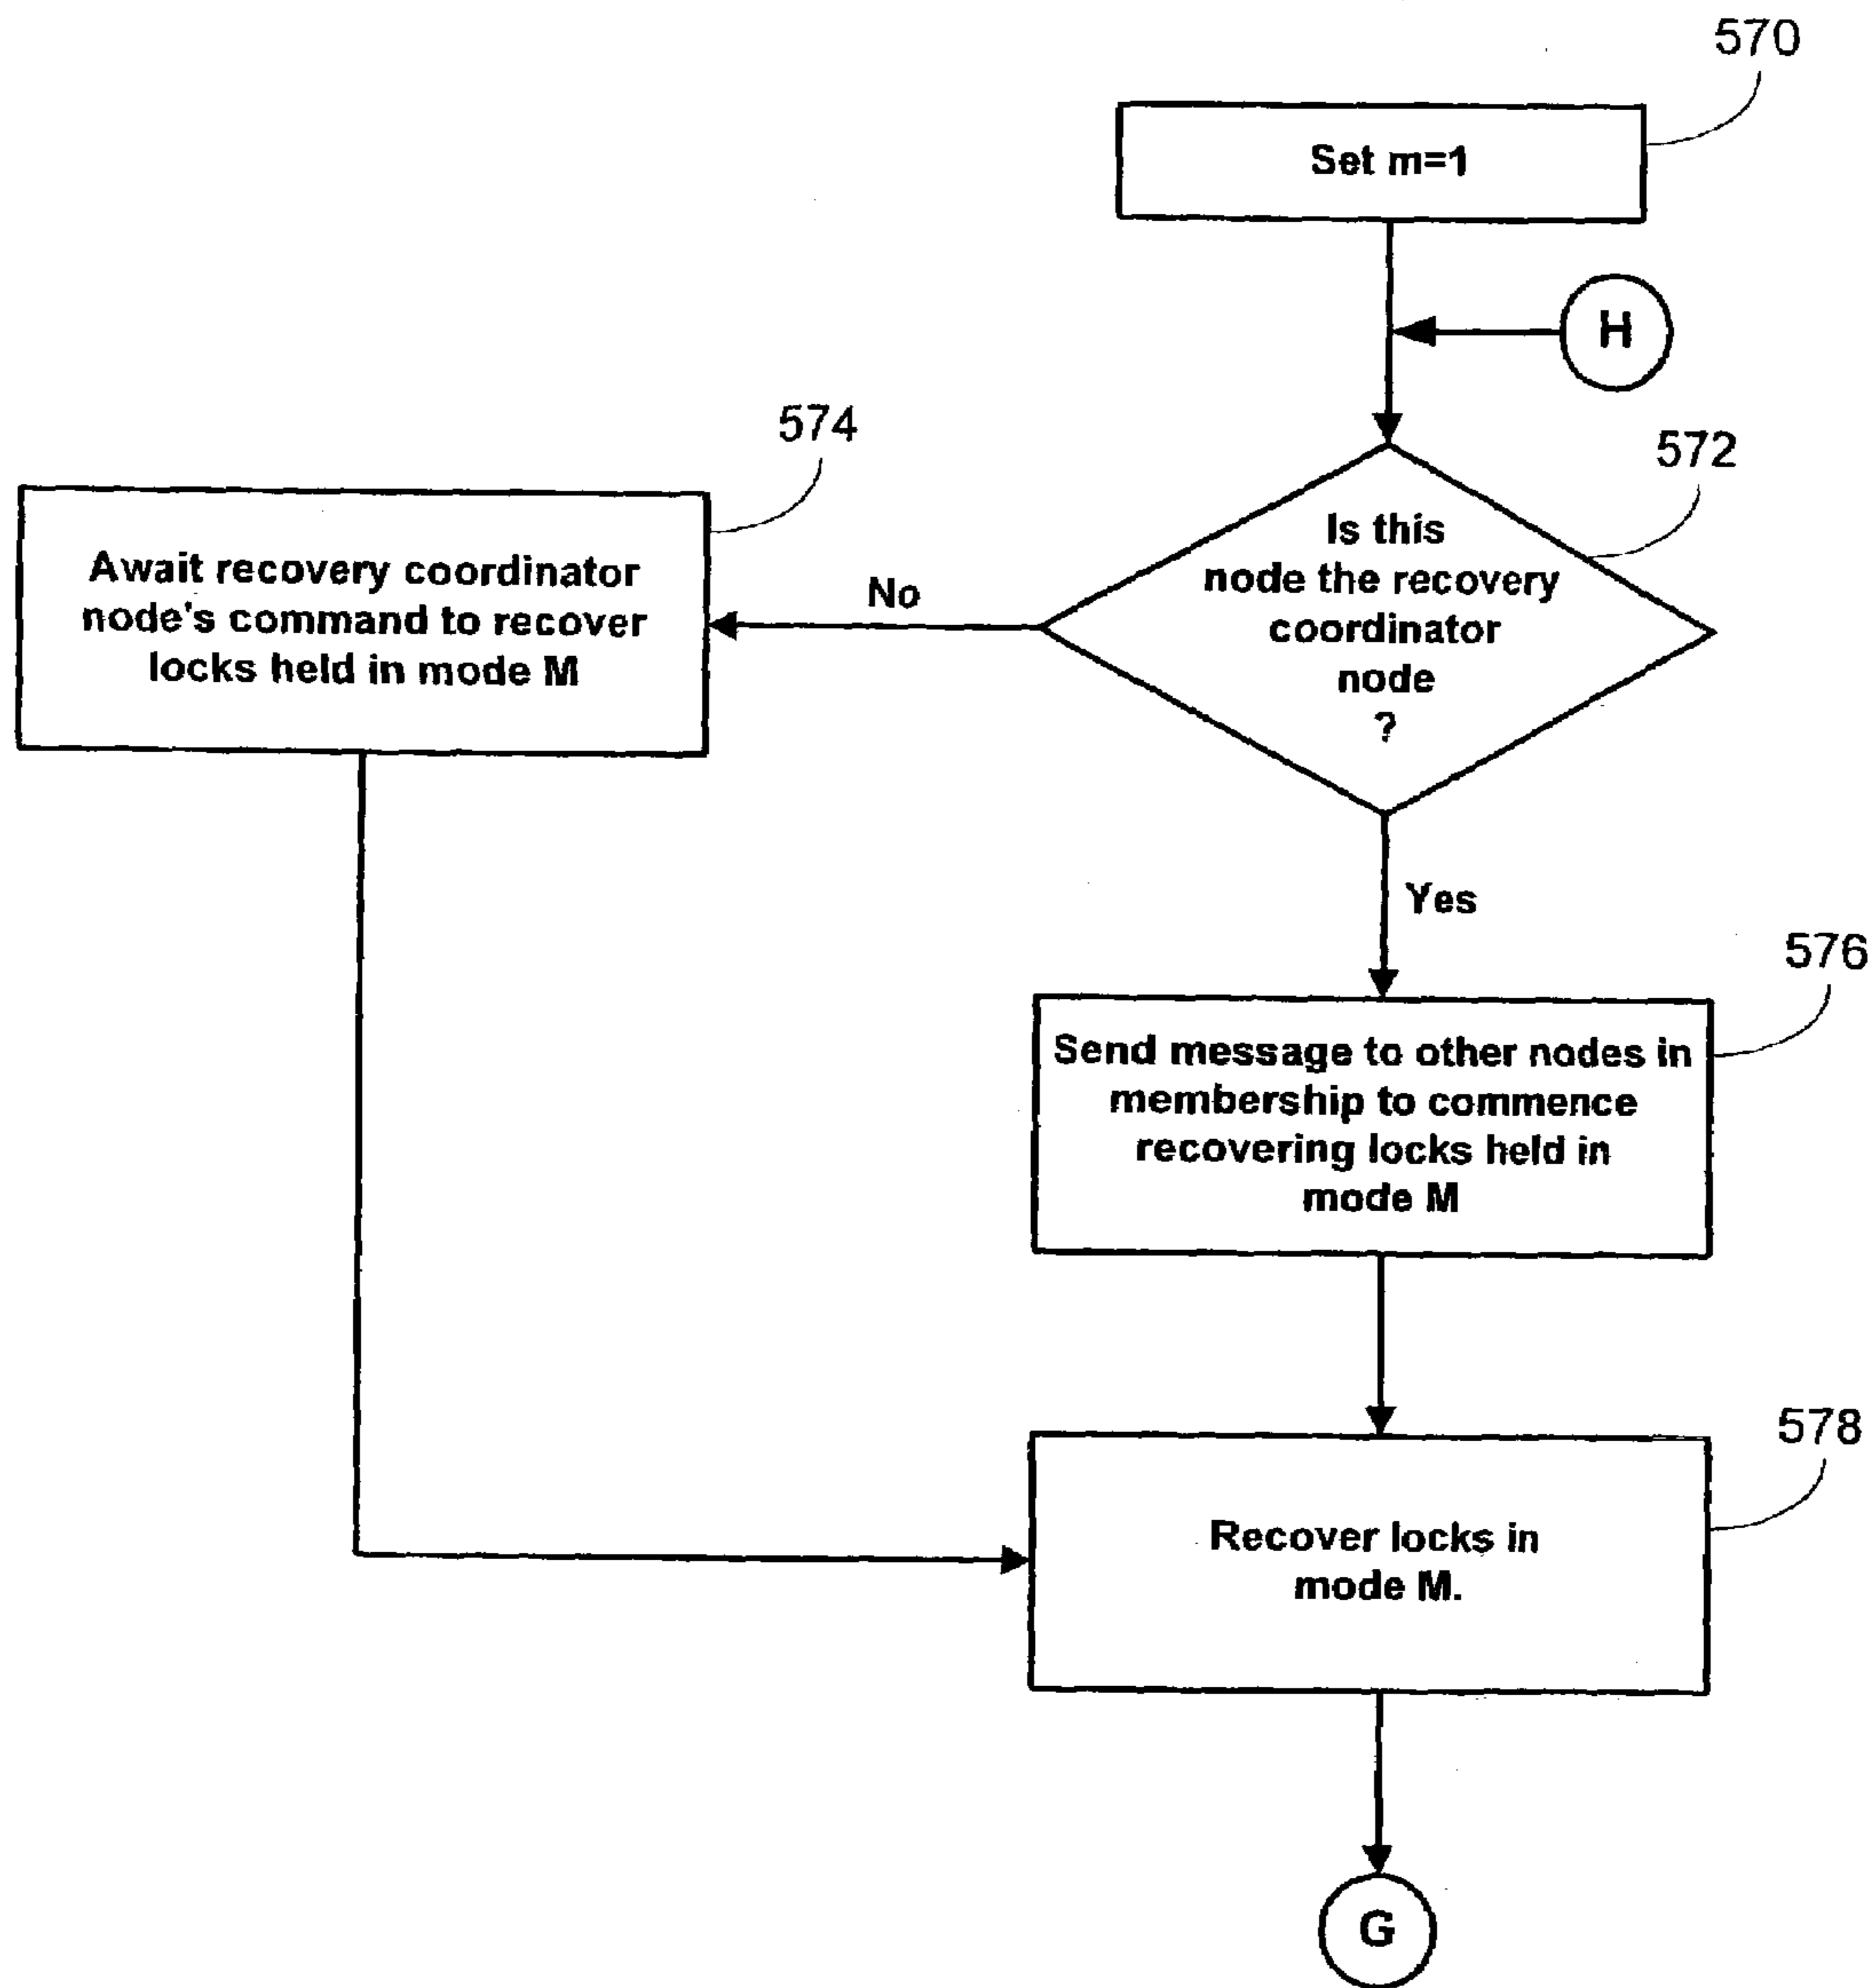 570
Set m=1
H
574
572
Await recovery coordinator
node's command to recover
locks held in mode M
No
Is this
node the recovery
coordinator
node
?
Yes
576
Send message to other nodes in
membership to commence
recovering locks held in
mode M
578
Recover locks in
mode M.
G